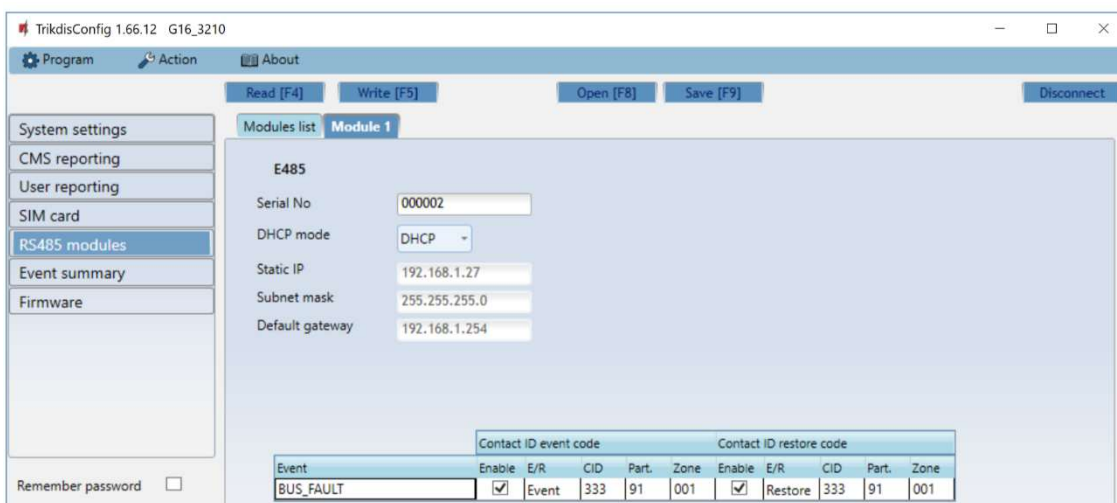 TrikdisConfig 1.66.12 G16_3210
Program Action About
Read [F4] Write [F5] Open [F8] Save [F9] Disconnect
System settings
CMS reporting
User reporting
SIM card
RS485 modules
Event summary
Firmware
Remember password
Modules list Module 1
E485
Serial No 000002
DHCP mode DHCP
Static IP 192.168.1.27
Subnet mask 255.255.255.0
Default gateway 192.168.1.254
Contact ID event code Contact ID restore code
Event Enable E/R CID Part. Zone Enable E/R CID Part. Zone
BUS_FAULT Event 333 91 001 Restore 333 91 001